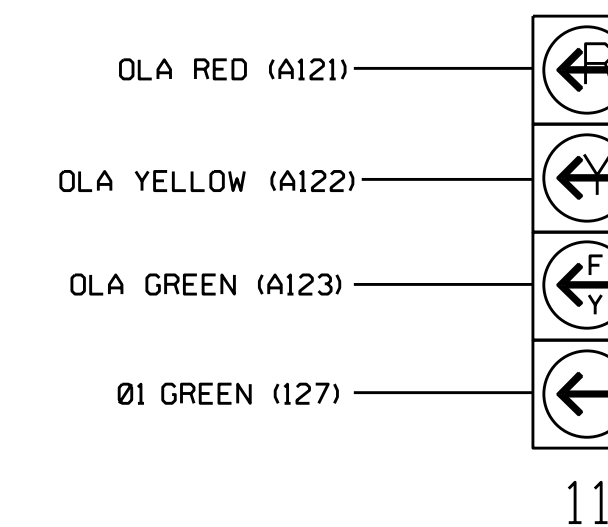 OLA RED (A121)
R
OLA YELLOW (A122)
Y
OLA GREEN (A123)
F
Y
Ø1 GREEN (127)
11